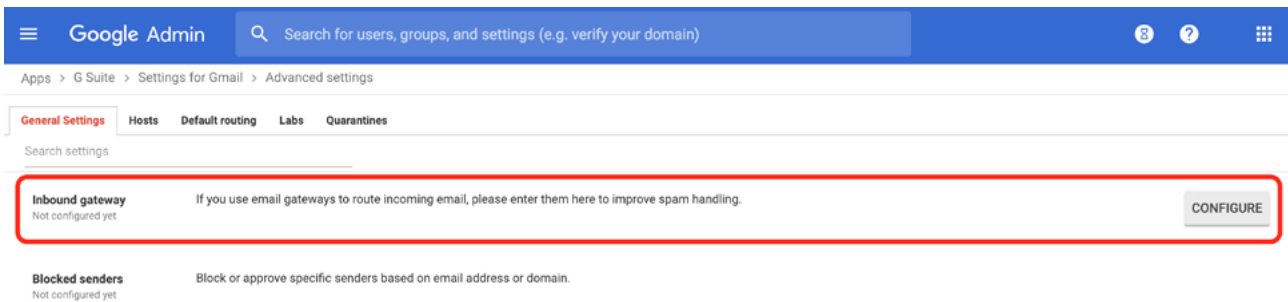 Google Admin
Search for users, groups, and settings (e.g. verify your domain)
Apps > G Suite > Settings for Gmail > Advanced settings
General Settings Hosts Default routing Labs Quarantines
Search settings
Inbound gateway If you use email gateways to route incoming email, please enter them here to improve spam handling.
Not configured yet
CONFIGURE
Blocked senders Block or approve specific senders based on email address or domain.
Not configured yet